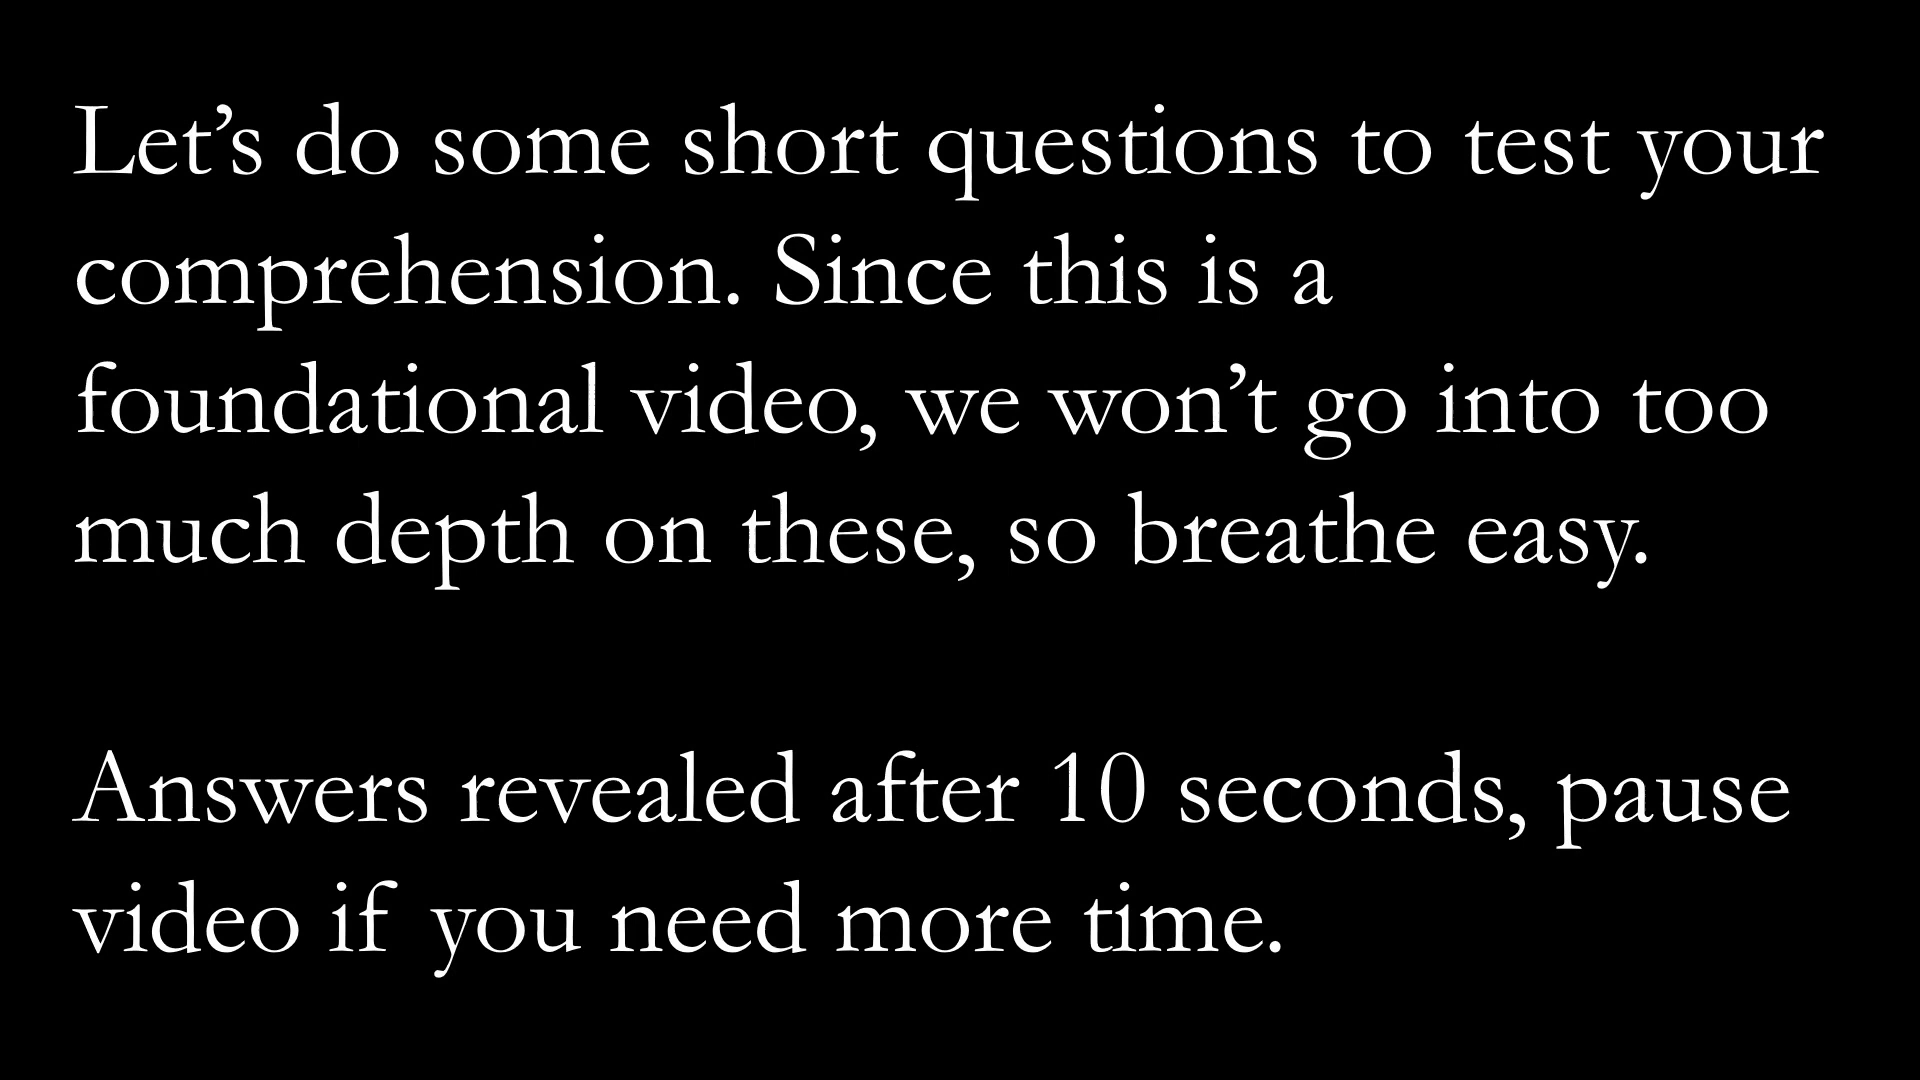 Let’s do some short questions to test your
comprehension. Since this is a
foundational video, we won’t go into too
much depth on these, so breathe easy.
Answers revealed after 10 seconds, pause
video if you need more time.